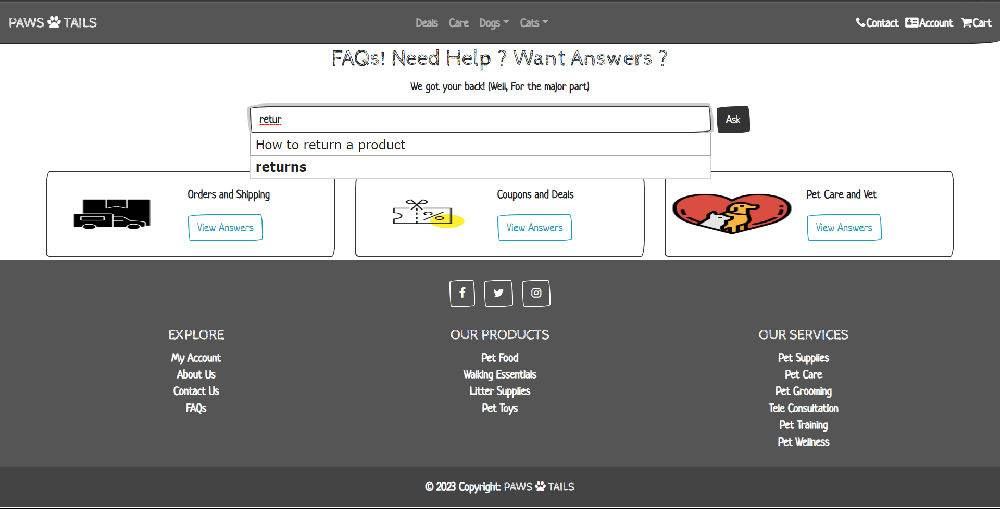 PAWS TAILS
Deals Care Dogs Cats
Contact Account Cart
FAQs! Need Help ? Want Answers ?
We got your back! (Well, For the major part)
retur
Ask
How to return a product
returns
Orders and Shipping
View Answers
Coupons and Deals
View Answers
Pet Care and Vet
View Answers
EXPLORE
My Account
About Us
Contact Us
FAQs
OUR PRODUCTS
Pet Food
Walking Essentials
Litter Supplies
Pet Toys
OUR SERVICES
Pet Supplies
Pet Care
Pet Grooming
Tele Consultation
Pet Training
Pet Wellness
© 2023 Copyright: PAWS TAILS